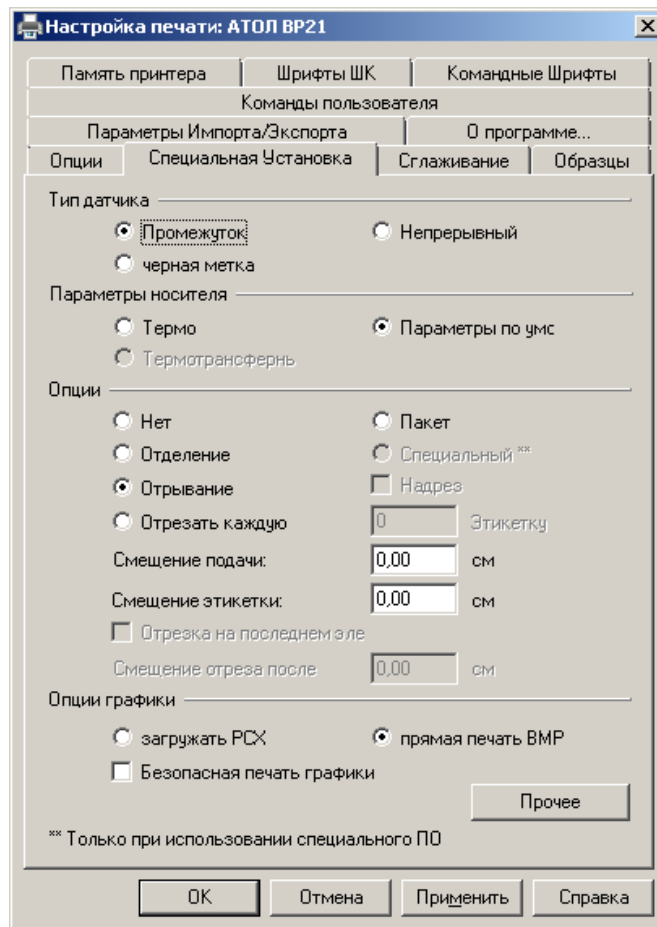 Настройка печати: АТОЛ BP21
Память принтера Шрифты ШК Командные Шрифты
Команды пользователя
Параметры Импорта/Экспорта О программе...
Опции Специальная Установка Сглаживание Образцы
Тип датчика
Промежуток Непрерывный
черная метка
Параметры носителя
Термо Параметры по умс
Термотрансфернь
Опции
Нет Пакет
Отделение Специальный **
Отрывание Надрез
Отрезать каждую 0 Этикетку
Смещение подачи: 0,00 см
Смещение этикетки: 0,00 см
Отрезка на последнем эле
Смещение отреза после 0,00 см
Опции графики
загружать PCX прямая печать BMP
Безопасная печать графики
Прочее
** Только при использовании специального ПО
OK Отмена Применить Справка